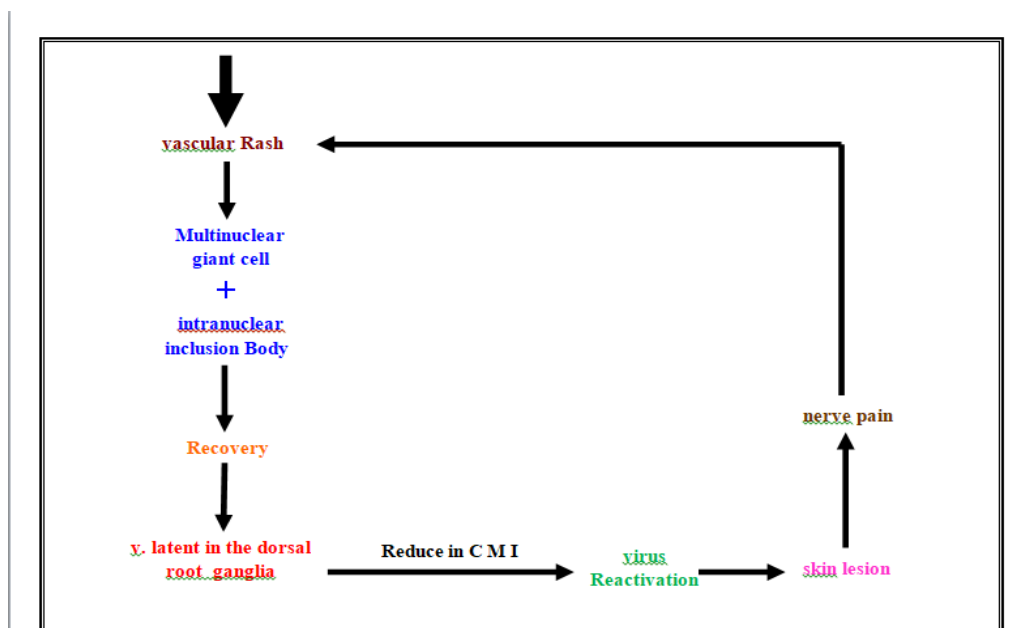 vascular Rash
Multinuclear
giant cell
+
intranuclear
inclusion Body
Recovery
v. latent in the dorsal
root ganglia
Reduce in C M I
virus
Reactivation
skin lesion
nerve pain